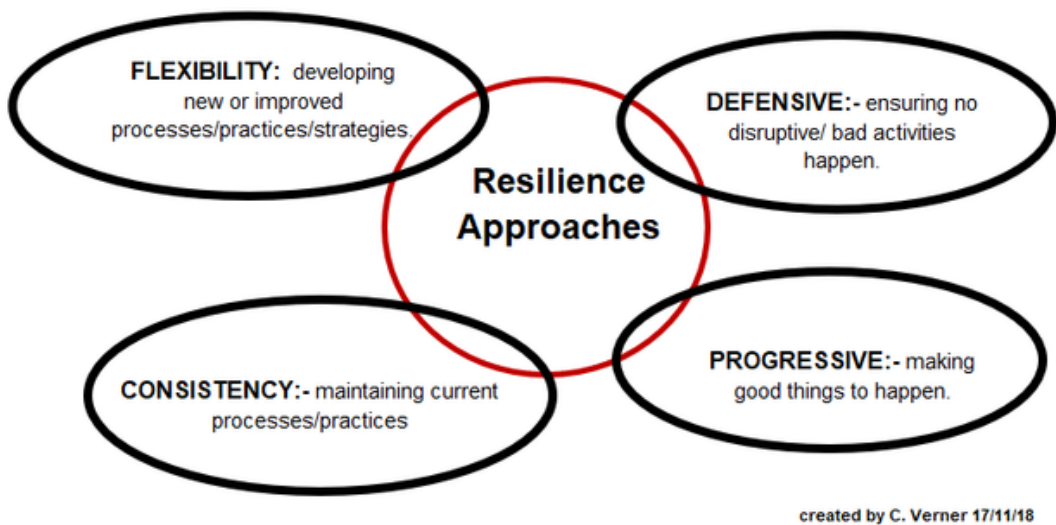 FLEXIBILITY: developing
new or improved
processes/practices/strategies.
DEFENSIVE:- ensuring no
disruptive/ bad activities
happen.
Resilience
Approaches
CONSISTENCY:- maintaining current
processes/practices
PROGRESSIVE:- making
good things to happen.
created by C. Verner 17/11/18